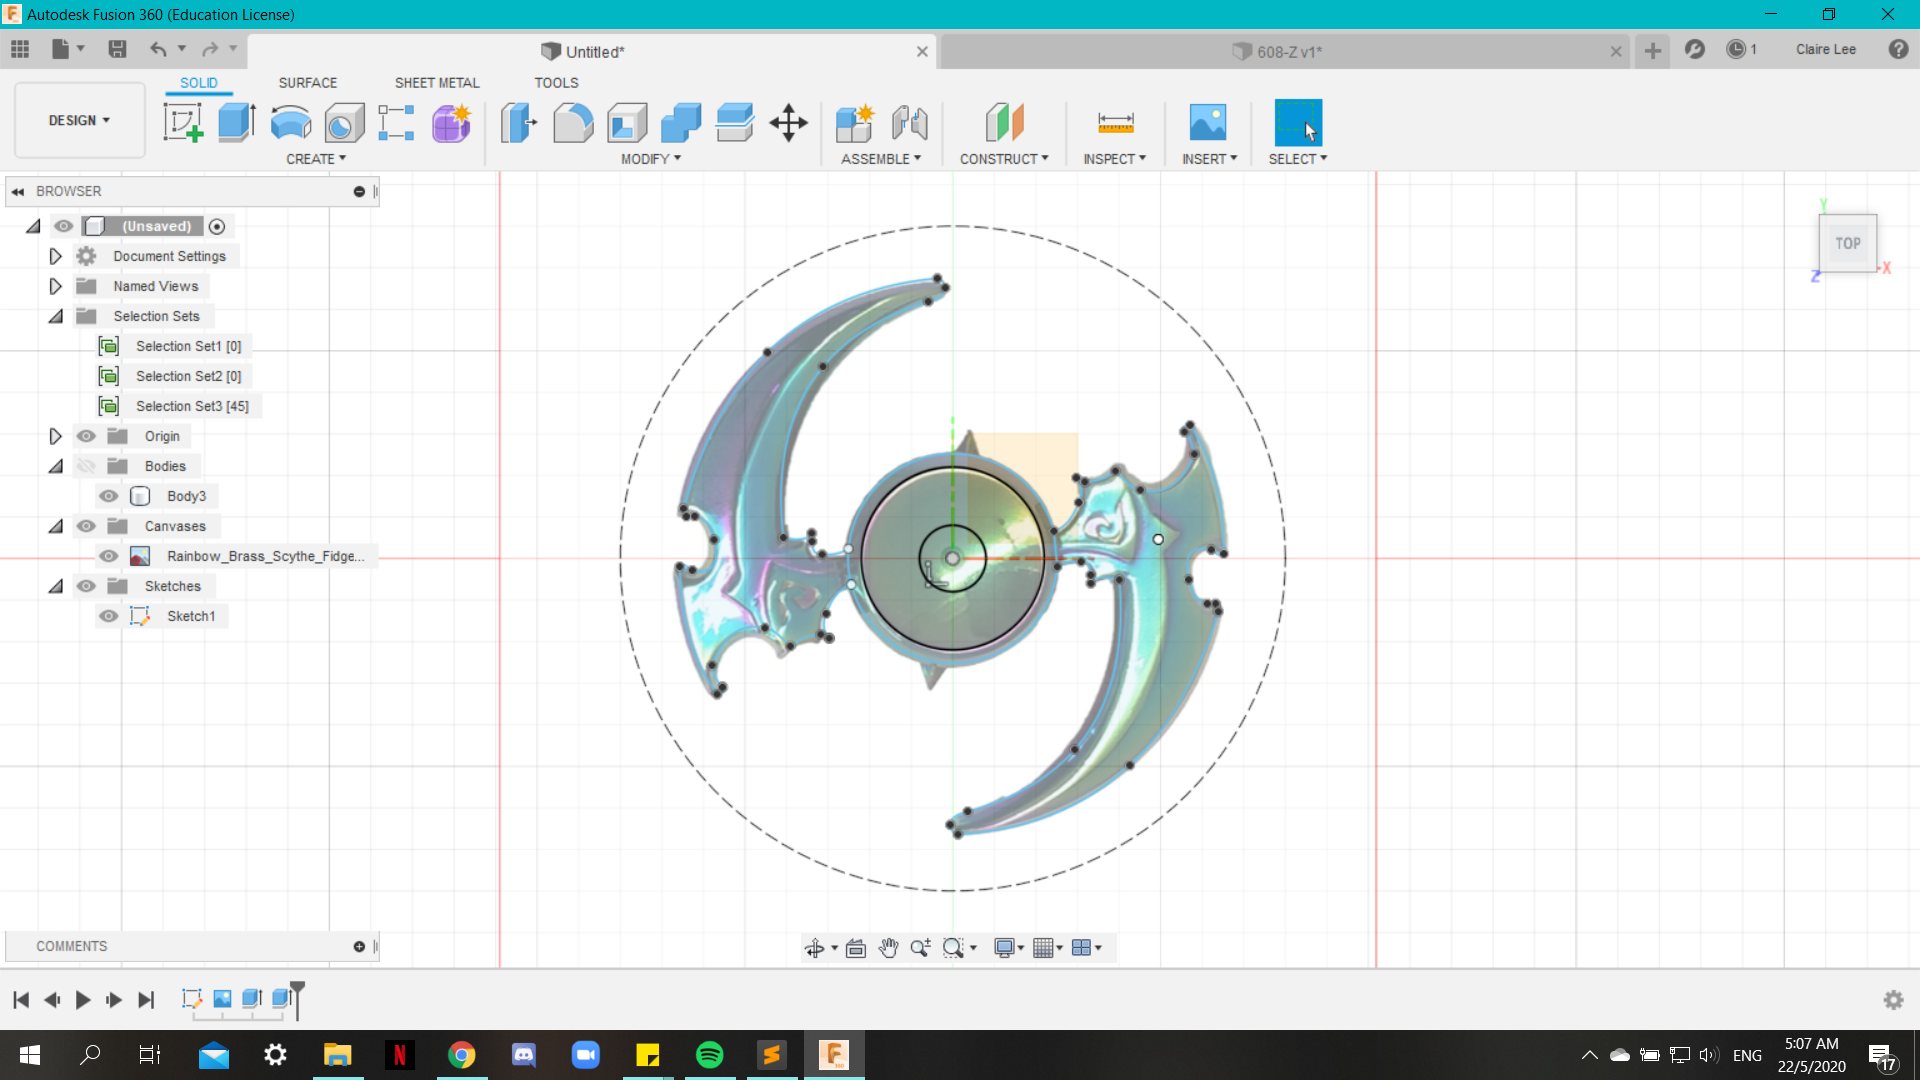 Autodesk Fusion 360 (Education License)
Untitled*
608-Z v1*
1
Claire Lee
DESIGN
SOLID
SURFACE
SHEET METAL
TOOLS
CREATE
MODIFY
ASSEMBLE
CONSTRUCT
INSPECT
INSERT
SELECT
BROWSER
(Unsaved)
Document Settings
Named Views
Selection Sets
Selection Set1 [0]
Selection Set2 [0]
Selection Set3 [45]
Origin
Bodies
Body3
Canvases
Rainbow_Brass_Scythe_Fidge...
Sketches
Sketch1
Y
TOP
X
Z
COMMENTS
ENG
5:07 AM
22/5/2020
17